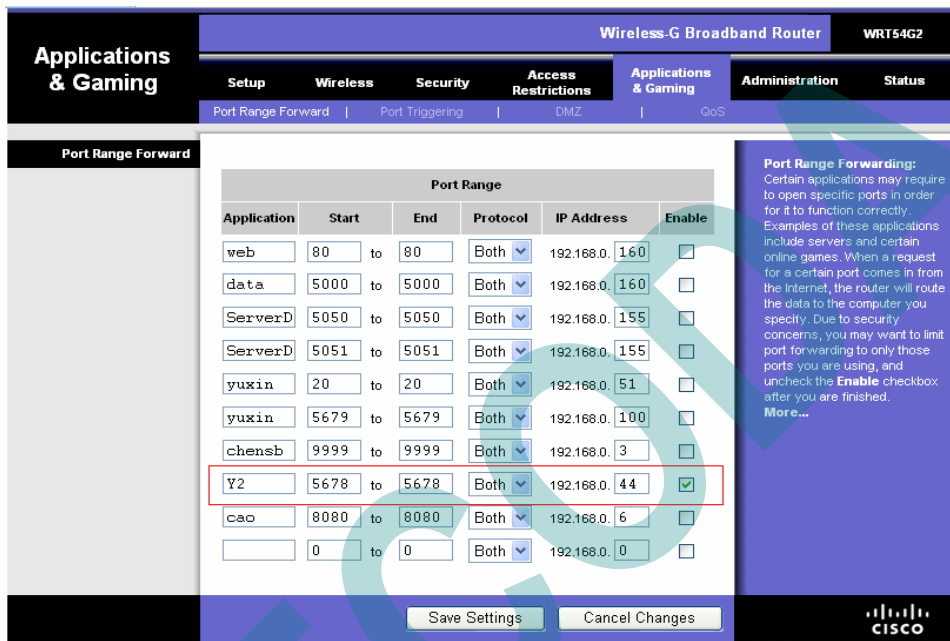 Wireless-G Broadband Router WRT54G2
Applications
& Gaming
Setup Wireless Security Access Restrictions Applications & Gaming Administration Status
Port Range Forward | Port Triggering | DMZ | QoS
Port Range Forward
Port Range
Application Start End Protocol IP Address Enable
web 80 to 80 Both 192.168.0. 160
data 5000 to 5000 Both 192.168.0. 160
ServerD 5050 to 5050 Both 192.168.0. 155
ServerD 5051 to 5051 Both 192.168.0. 155
yuxin 20 to 20 Both 192.168.0. 51
yuxin 5679 to 5679 Both 192.168.0. 100
chensb 9999 to 9999 Both 192.168.0. 3
Y2 5678 to 5678 Both 192.168.0. 44
cao 8080 to 8080 Both 192.168.0. 6
0 to 0 Both 192.168.0. 0
Port Range Forwarding:
Certain applications may require
to open specific ports in order
for it to function correctly.
Examples of these applications
include servers and certain
online games. When a request
for a certain port comes in from
the Internet, the router will route
the data to the computer you
specify. Due to security
concerns, you may want to limit
port forwarding to only those
ports you are using, and
uncheck the Enable checkbox
after you are finished.
More...
Save Settings Cancel Changes
CISCO